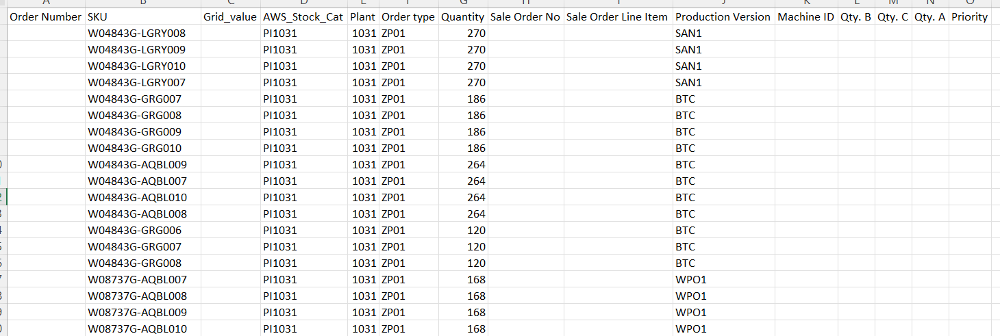 Order Number SKU Grid_value AWS_Stock_Cat Plant Order type Quantity Sale Order No Sale Order Line Item Production Version Machine ID Qty. B Qty. C Qty. A Priority
W04843G-LGRY008 PI1031 1031 ZP01 270 SAN1
W04843G-LGRY009 PI1031 1031 ZP01 270 SAN1
W04843G-LGRY010 PI1031 1031 ZP01 270 SAN1
W04843G-LGRY007 PI1031 1031 ZP01 270 SAN1
W04843G-GRG007 PI1031 1031 ZP01 186 BTC
W04843G-GRG008 PI1031 1031 ZP01 186 BTC
W04843G-GRG009 PI1031 1031 ZP01 186 BTC
W04843G-GRG010 PI1031 1031 ZP01 186 BTC
W04843G-AQBL009 PI1031 1031 ZP01 264 BTC
W04843G-AQBL007 PI1031 1031 ZP01 264 BTC
W04843G-AQBL010 PI1031 1031 ZP01 264 BTC
W04843G-AQBL008 PI1031 1031 ZP01 264 BTC
W04843G-GRG006 PI1031 1031 ZP01 120 BTC
W04843G-GRG007 PI1031 1031 ZP01 120 BTC
W04843G-GRG008 PI1031 1031 ZP01 120 BTC
W08737G-AQBL007 PI1031 1031 ZP01 168 WPO1
W08737G-AQBL008 PI1031 1031 ZP01 168 WPO1
W08737G-AQBL009 PI1031 1031 ZP01 168 WPO1
W08737G-AQBL010 PI1031 1031 ZP01 168 WPO1